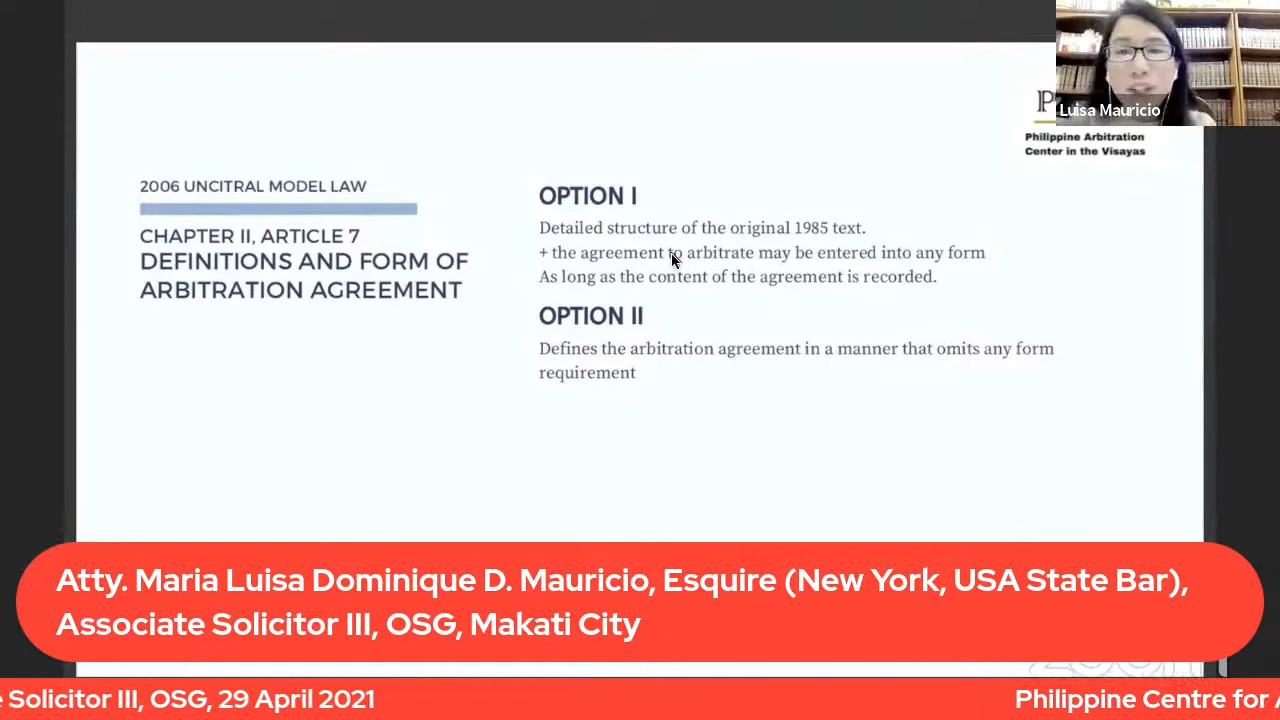 Luisa Mauricio
Philippine Arbitration
Center in the Visayas
2006 UNCITRAL MODEL LAW
CHAPTER II, ARTICLE 7
DEFINITIONS AND FORM OF
ARBITRATION AGREEMENT
OPTION I
Detailed structure of the original 1985 text.
+ the agreement to arbitrate may be entered into any form
As long as the content of the agreement is recorded.
OPTION II
Defines the arbitration agreement in a manner that omits any form
requirement
Atty. Maria Luisa Dominique D. Mauricio, Esquire (New York, USA State Bar),
Associate Solicitor III, OSG, Makati City
zoom
Solicitor III, OSG, 29 April 2021
Philippine Centre for